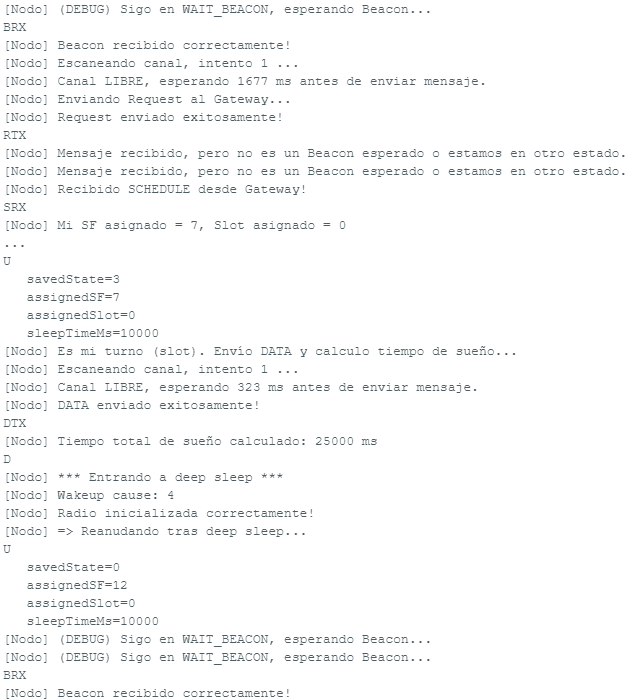 [Nodo] (DEBUG) Sigo en WAIT_BEACON, esperando Beacon...
BRX
[Nodo] Beacon recibido correctamente!
[Nodo] Escaneando canal, intento 1 ...
[Nodo] Canal LIBRE, esperando 1677 ms antes de enviar mensaje.
[Nodo] Enviando Request al Gateway...
[Nodo] Request enviado exitosamente!
RTX
[Nodo] Mensaje recibido, pero no es un Beacon esperado o estamos en otro estado.
[Nodo] Mensaje recibido, pero no es un Beacon esperado o estamos en otro estado.
[Nodo] Recibido SCHEDULE desde Gateway!
SRX
[Nodo] Mi SF asignado = 7, Slot asignado = 0
...
U
   savedState=3
   assignedSF=7
   assignedSlot=0
   sleepTimeMs=10000
[Nodo] Es mi turno (slot). Envío DATA y calculo tiempo de sueño...
[Nodo] Escaneando canal, intento 1 ...
[Nodo] Canal LIBRE, esperando 323 ms antes de enviar mensaje.
[Nodo] DATA enviado exitosamente!
DTX
[Nodo] Tiempo total de sueño calculado: 25000 ms
D
[Nodo] *** Entrando a deep sleep ***
[Nodo] Wakeup cause: 4
[Nodo] Radio inicializada correctamente!
[Nodo] => Reanudando tras deep sleep...
U
   savedState=0
   assignedSF=12
   assignedSlot=0
   sleepTimeMs=10000
[Nodo] (DEBUG) Sigo en WAIT_BEACON, esperando Beacon...
[Nodo] (DEBUG) Sigo en WAIT_BEACON, esperando Beacon...
BRX
[Nodo] Beacon recibido correctamente!